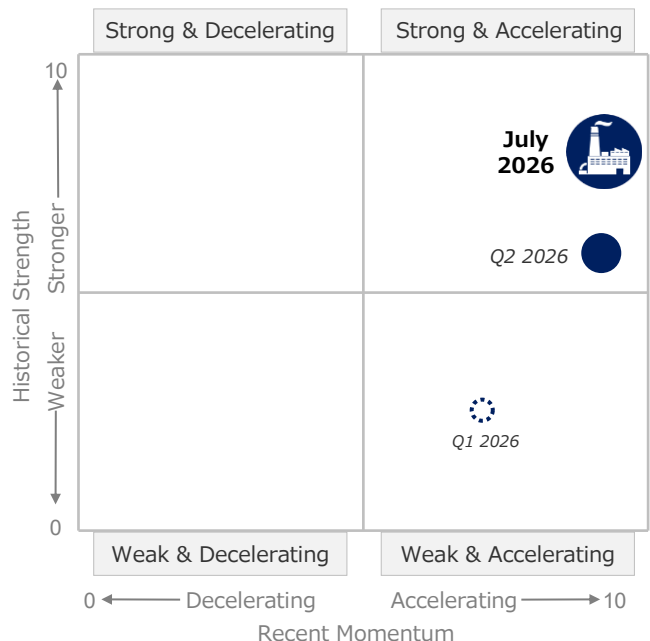 Strong & Decelerating
Strong & Accelerating
10
Historical Strength
Stronger
Weaker
July
2026
Q2 2026
Q1 2026
0
Weak & Decelerating
Weak & Accelerating
0
Decelerating
Accelerating
10
Recent Momentum